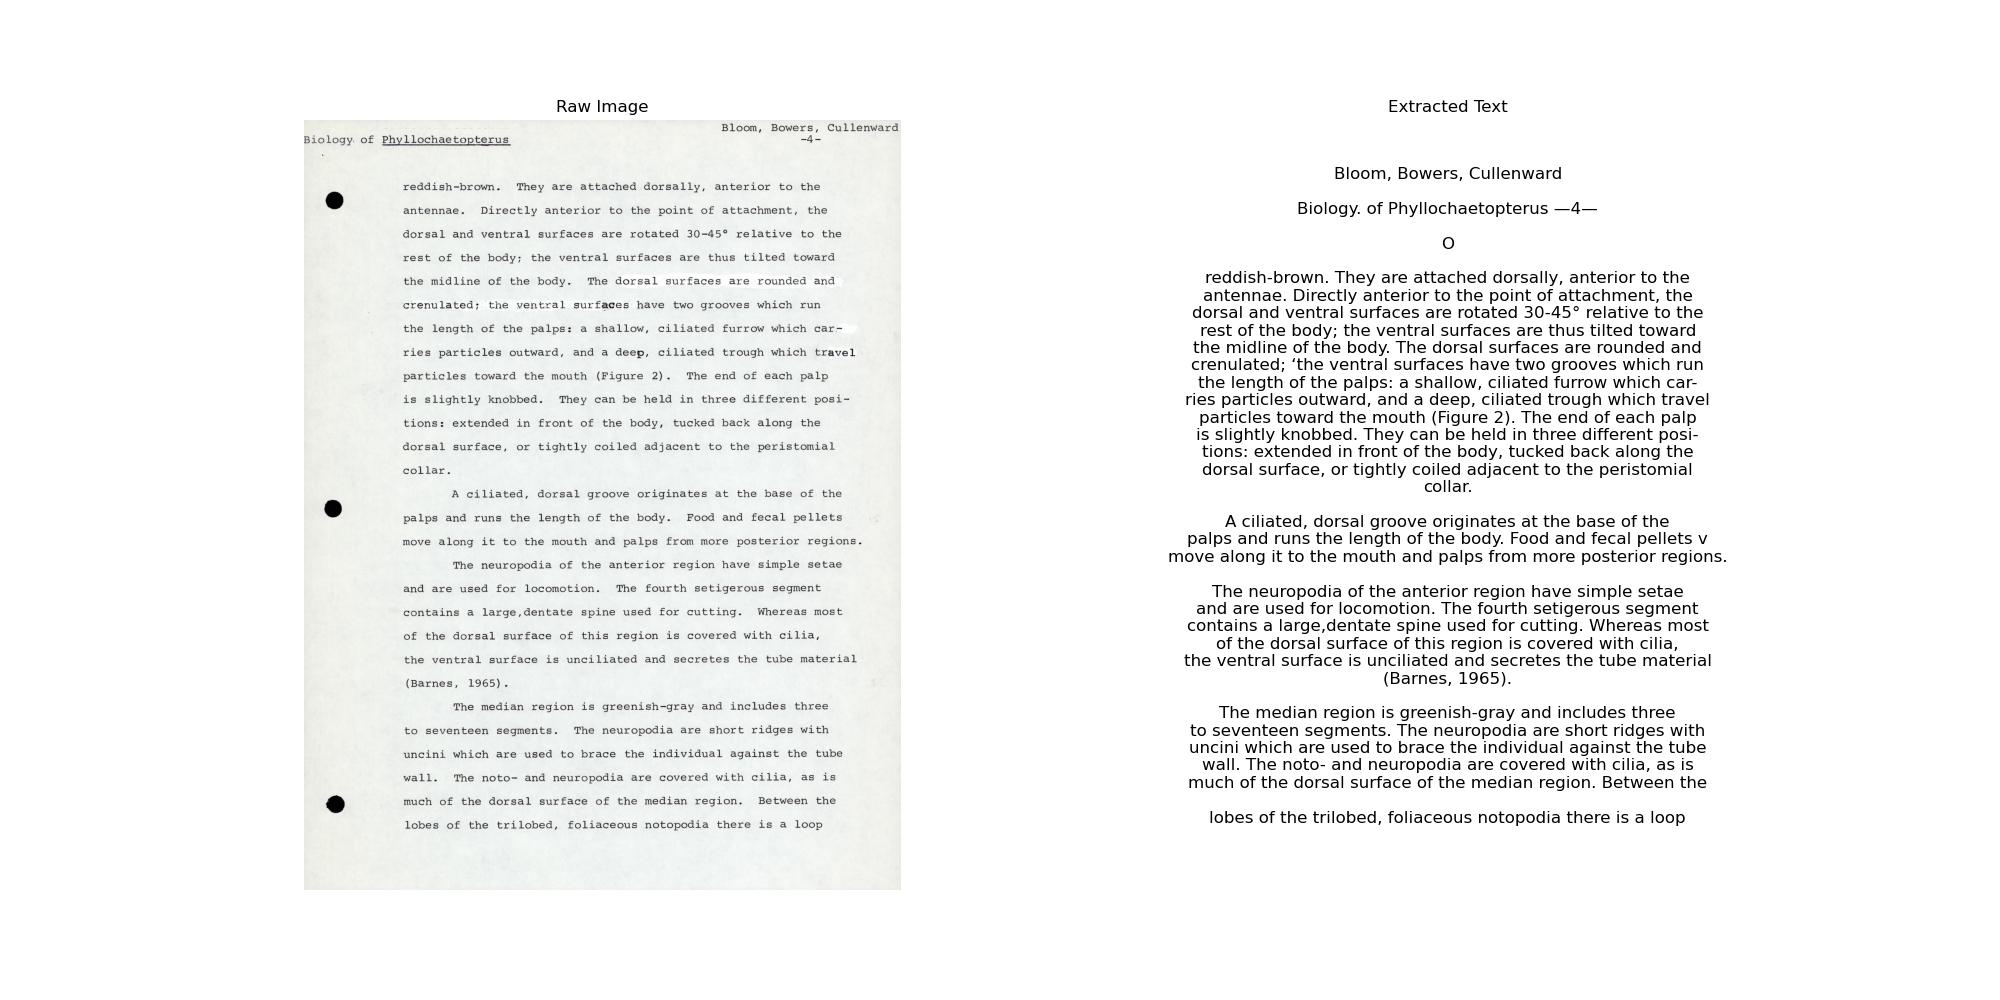 Raw Image
Bloom, Bowers, Cullenward
Biology of Phyllochaetopterus
-4-
reddish-brown. They are attached dorsally, anterior to the
antennae. Directly anterior to the point of attachment, the
dorsal and ventral surfaces are rotated 30-45° relative to the
rest of the body; the ventral surfaces are thus tilted toward
the midline of the body. The dorsal surfaces are rounded and
crenulated; the ventral surfaces have two grooves which run
the length of the palps: a shallow, ciliated furrow which car-
ries particles outward, and a deep, ciliated trough which travel
particles toward the mouth (Figure 2). The end of each palp
is slightly knobbed. They can be held in three different posi-
tions: extended in front of the body, tucked back along the
dorsal surface, or tightly coiled adjacent to the peristomial
collar.
A ciliated, dorsal groove originates at the base of the
palps and runs the length of the body. Food and fecal pellets
move along it to the mouth and palps from more posterior regions.
The neuropodia of the anterior region have simple setae
and are used for locomotion. The fourth setigerous segment
contains a large,dentate spine used for cutting. Whereas most
of the dorsal surface of this region is covered with cilia,
the ventral surface is unciliated and secretes the tube material
(Barnes, 1965).
The median region is greenish-gray and includes three
to seventeen segments. The neuropodia are short ridges with
uncini which are used to brace the individual against the tube
wall. The noto- and neuropodia are covered with cilia, as is
much of the dorsal surface of the median region. Between the
lobes of the trilobed, foliaceous notopodia there is a loop
Extracted Text
Bloom, Bowers, Cullenward
Biology. of Phyllochaetopterus —4—
O
reddish-brown. They are attached dorsally, anterior to the
antennae. Directly anterior to the point of attachment, the
dorsal and ventral surfaces are rotated 30-45° relative to the
rest of the body; the ventral surfaces are thus tilted toward
the midline of the body. The dorsal surfaces are rounded and
crenulated; ‘the ventral surfaces have two grooves which run
the length of the palps: a shallow, ciliated furrow which car-
ries particles outward, and a deep, ciliated trough which travel
particles toward the mouth (Figure 2). The end of each palp
is slightly knobbed. They can be held in three different posi-
tions: extended in front of the body, tucked back along the
dorsal surface, or tightly coiled adjacent to the peristomial
collar.
A ciliated, dorsal groove originates at the base of the
palps and runs the length of the body. Food and fecal pellets v
move along it to the mouth and palps from more posterior regions.
The neuropodia of the anterior region have simple setae
and are used for locomotion. The fourth setigerous segment
contains a large,dentate spine used for cutting. Whereas most
of the dorsal surface of this region is covered with cilia,
the ventral surface is unciliated and secretes the tube material
(Barnes, 1965).
The median region is greenish-gray and includes three
to seventeen segments. The neuropodia are short ridges with
uncini which are used to brace the individual against the tube
wall. The noto- and neuropodia are covered with cilia, as is
much of the dorsal surface of the median region. Between the
lobes of the trilobed, foliaceous notopodia there is a loop